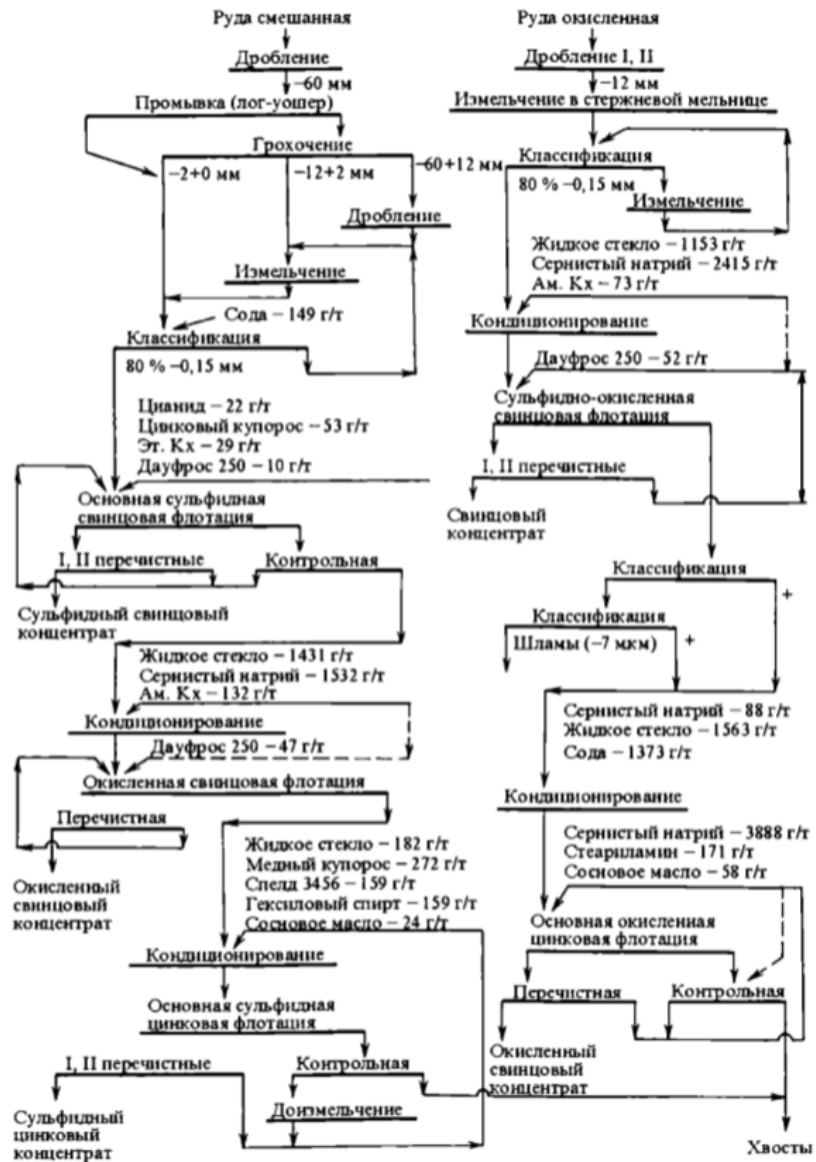 Руда смешанная
Дробление
−60 мм
Промывка (лог-уошер)
Грохочение
−2+0 мм
−12+2 мм
−60+12 мм
Дробление
Измельчение
Сода − 149 г/т
Классификация
80 % −0,15 мм
Цианид − 22 г/т
Цинковый купорос − 53 г/т
Эт. Кх − 29 г/т
Дауфрос 250 − 10 г/т
Основная сульфидная
свинцовая флотация
I, II перечистные
Контрольная
Сульфидный свинцовый
концентрат
Жидкое стекло − 1431 г/т
Сернистый натрий − 1532 г/т
Ам. Кх − 132 г/т
Кондиционирование
Дауфрос 250 − 47 г/т
Окисленная свинцовая флотация
Перечистная
Окисленный
свинцовый
концентрат
Жидкое стекло − 182 г/т
Медный купорос − 272 г/т
Спелд 3456 − 159 г/т
Гексиловый спирт − 159 г/т
Сосновое масло − 24 г/т
Кондиционирование
Основная сульфидная
цинковая флотация
I, II перечистные
Контрольная
Доизмельчение
Сульфидный
цинковый
концентрат
Руда окисленная
Дробление I, II
−12 мм
Измельчение в стержневой мельнице
Классификация
80 % −0,15 мм
Измельчение
Жидкое стекло − 1153 г/т
Сернистый натрий − 2415 г/т
Ам. Кх − 73 г/т
Кондиционирование
Дауфрос 250 − 52 г/т
Сульфидно-окисленная
свинцовая флотация
I, II перечистные
Свинцовый
концентрат
Классификация
+
Классификация
Шламы (−7 мкм)
+
Сернистый натрий − 88 г/т
Жидкое стекло − 1563 г/т
Сода − 1373 г/т
Кондиционирование
Сернистый натрий − 3888 г/т
Стеариламин − 171 г/т
Сосновое масло − 58 г/т
Основная окисленная
цинковая флотация
Перечистная
Контрольная
Окисленный
свинцовый
концентрат
Хвосты